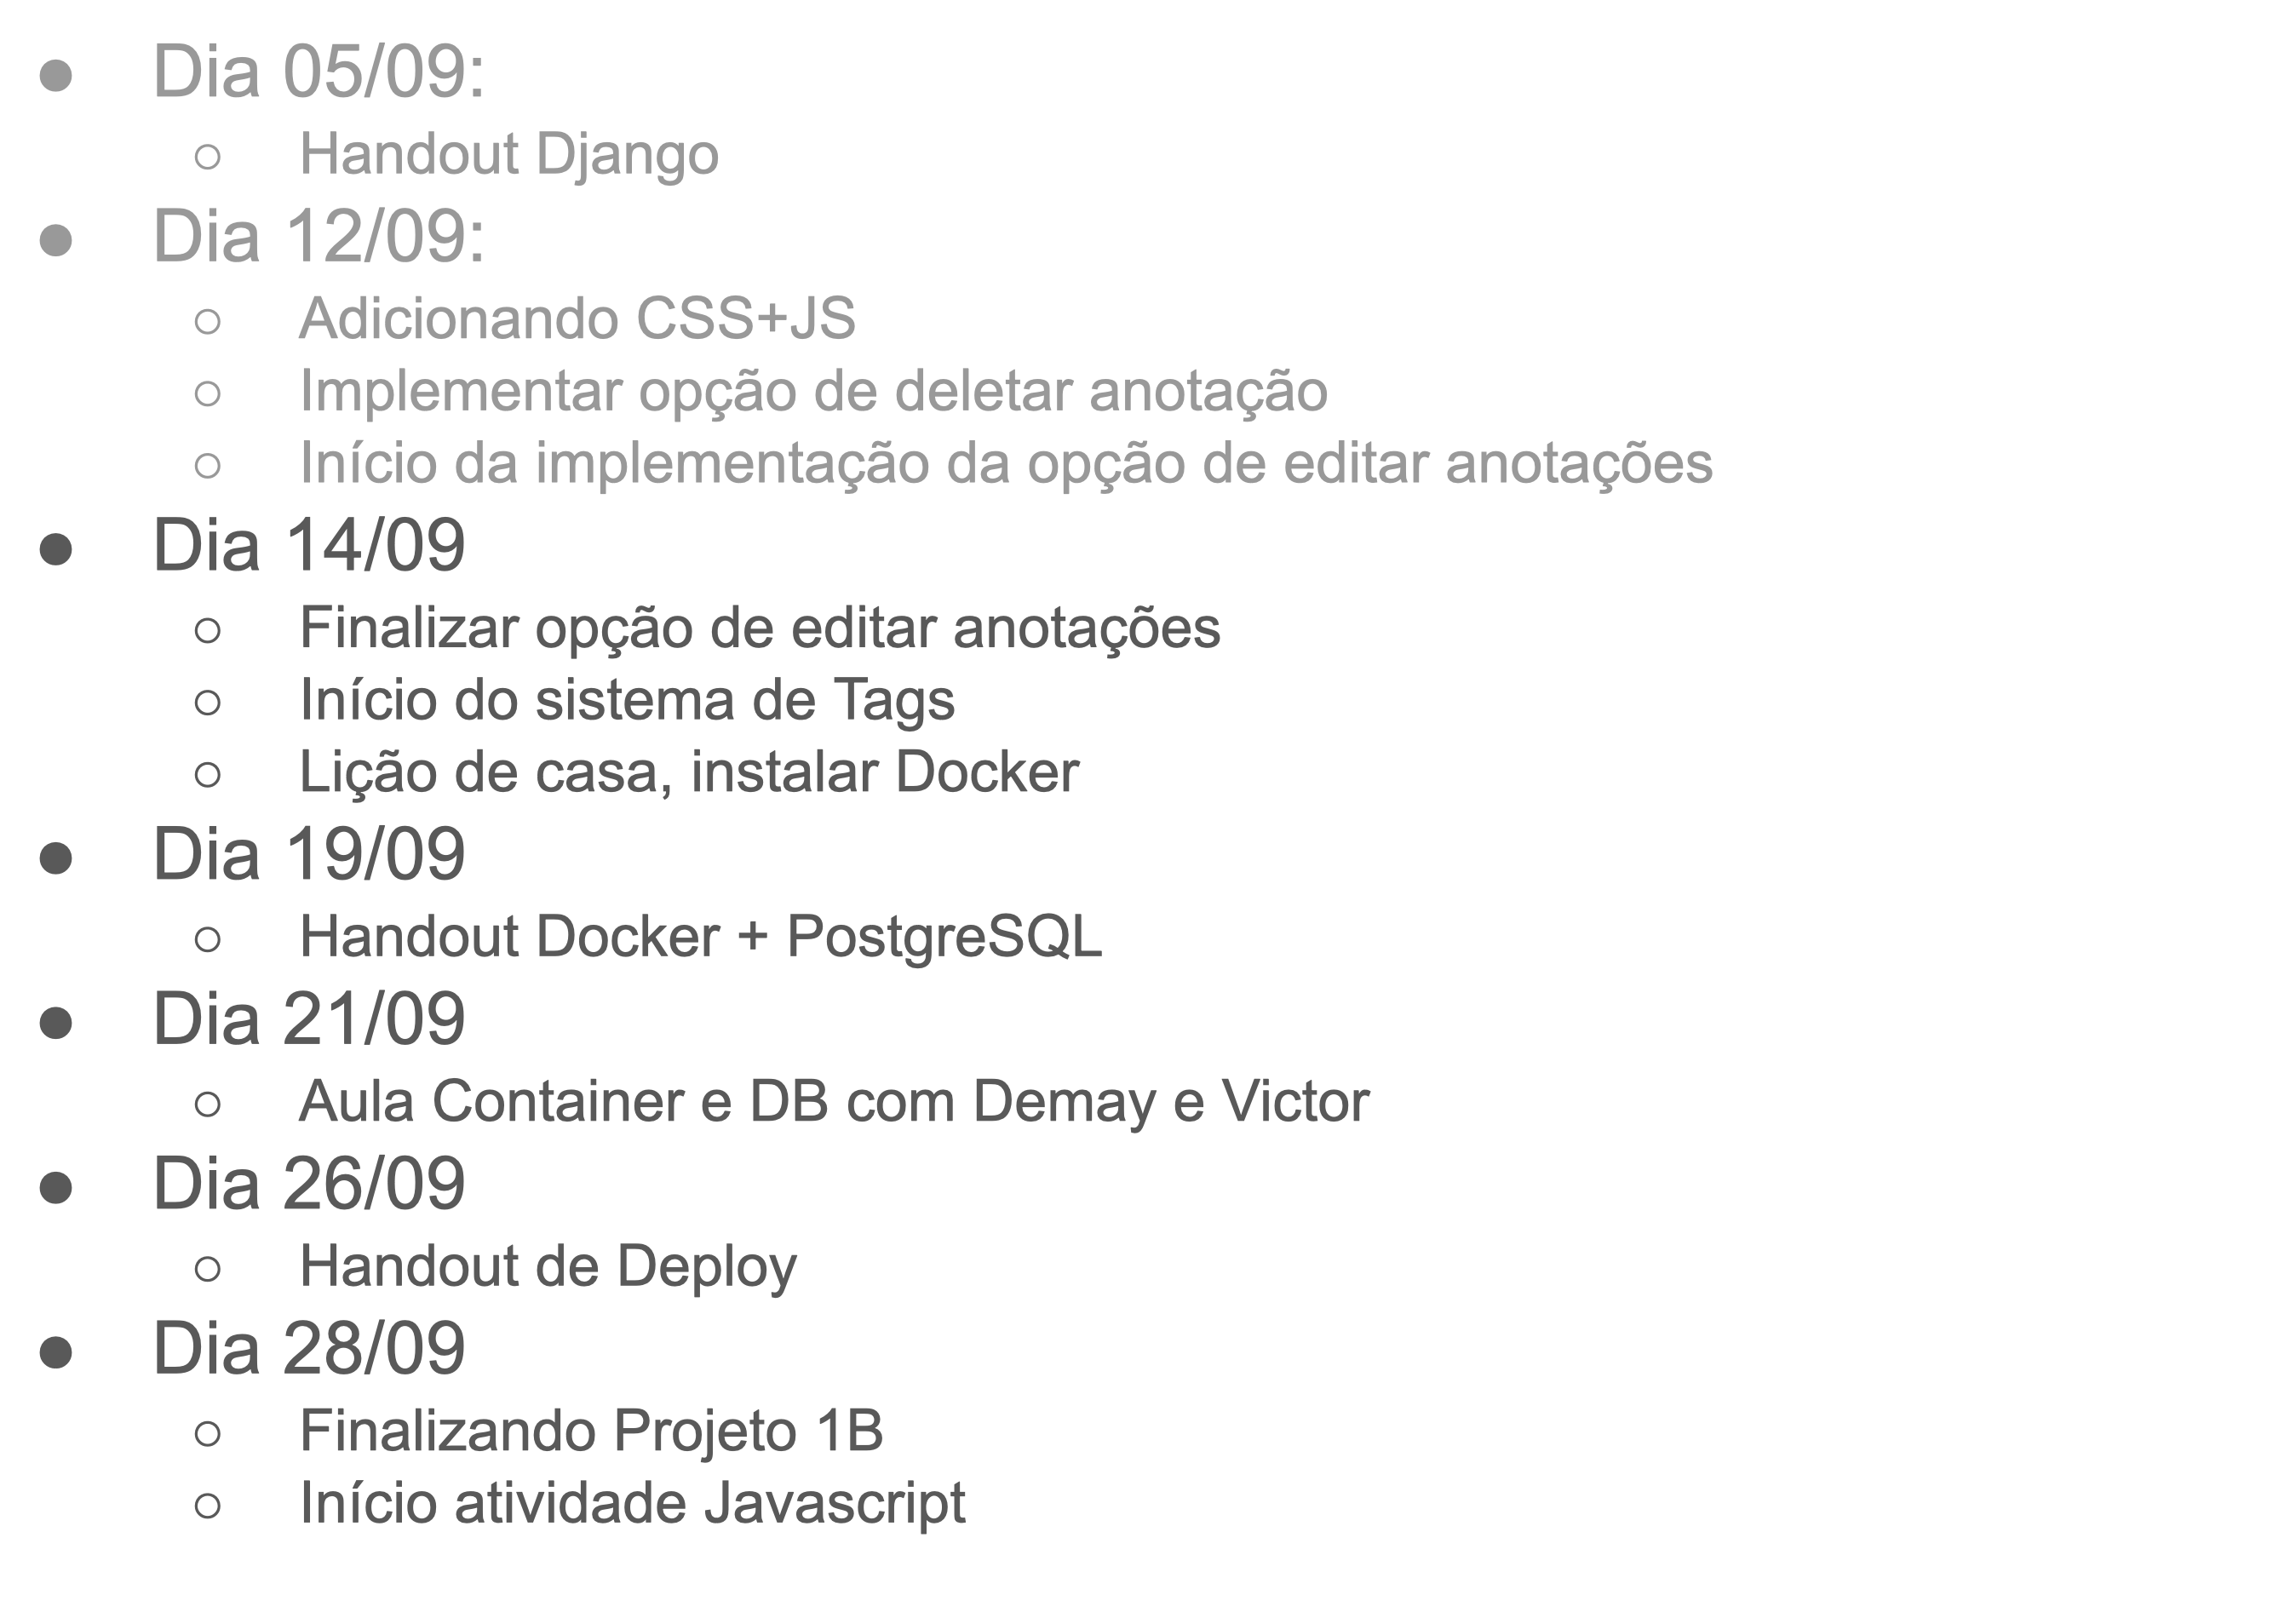 ● Dia 05/09:
○ Handout Django
● Dia 12/09:
○ Adicionando CSS+JS
○ Implementar opção de deletar anotação
○ Início da implementação da opção de editar anotações
● Dia 14/09
○ Finalizar opção de editar anotações
○ Início do sistema de Tags
○ Lição de casa, instalar Docker
● Dia 19/09
○ Handout Docker + PostgreSQL
● Dia 21/09
○ Aula Container e DB com Demay e Victor
● Dia 26/09
○ Handout de Deploy
● Dia 28/09
○ Finalizando Projeto 1B
○ Início atividade Javascript